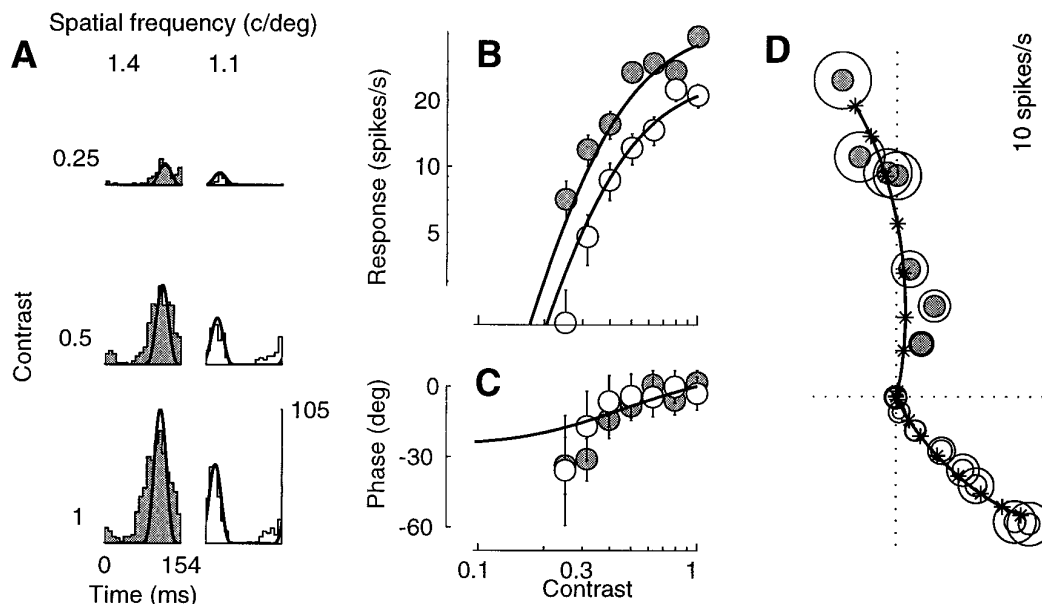 Spatial frequency (c/deg)
A
1.4 1.1
Contrast
0.25
0.5
1
105
0 154
Time (ms)
B
Response (spikes/s)
20
10
5
C
Phase (deg)
0
-30
-60
0.1 0.3 1
Contrast
D
10 spikes/s